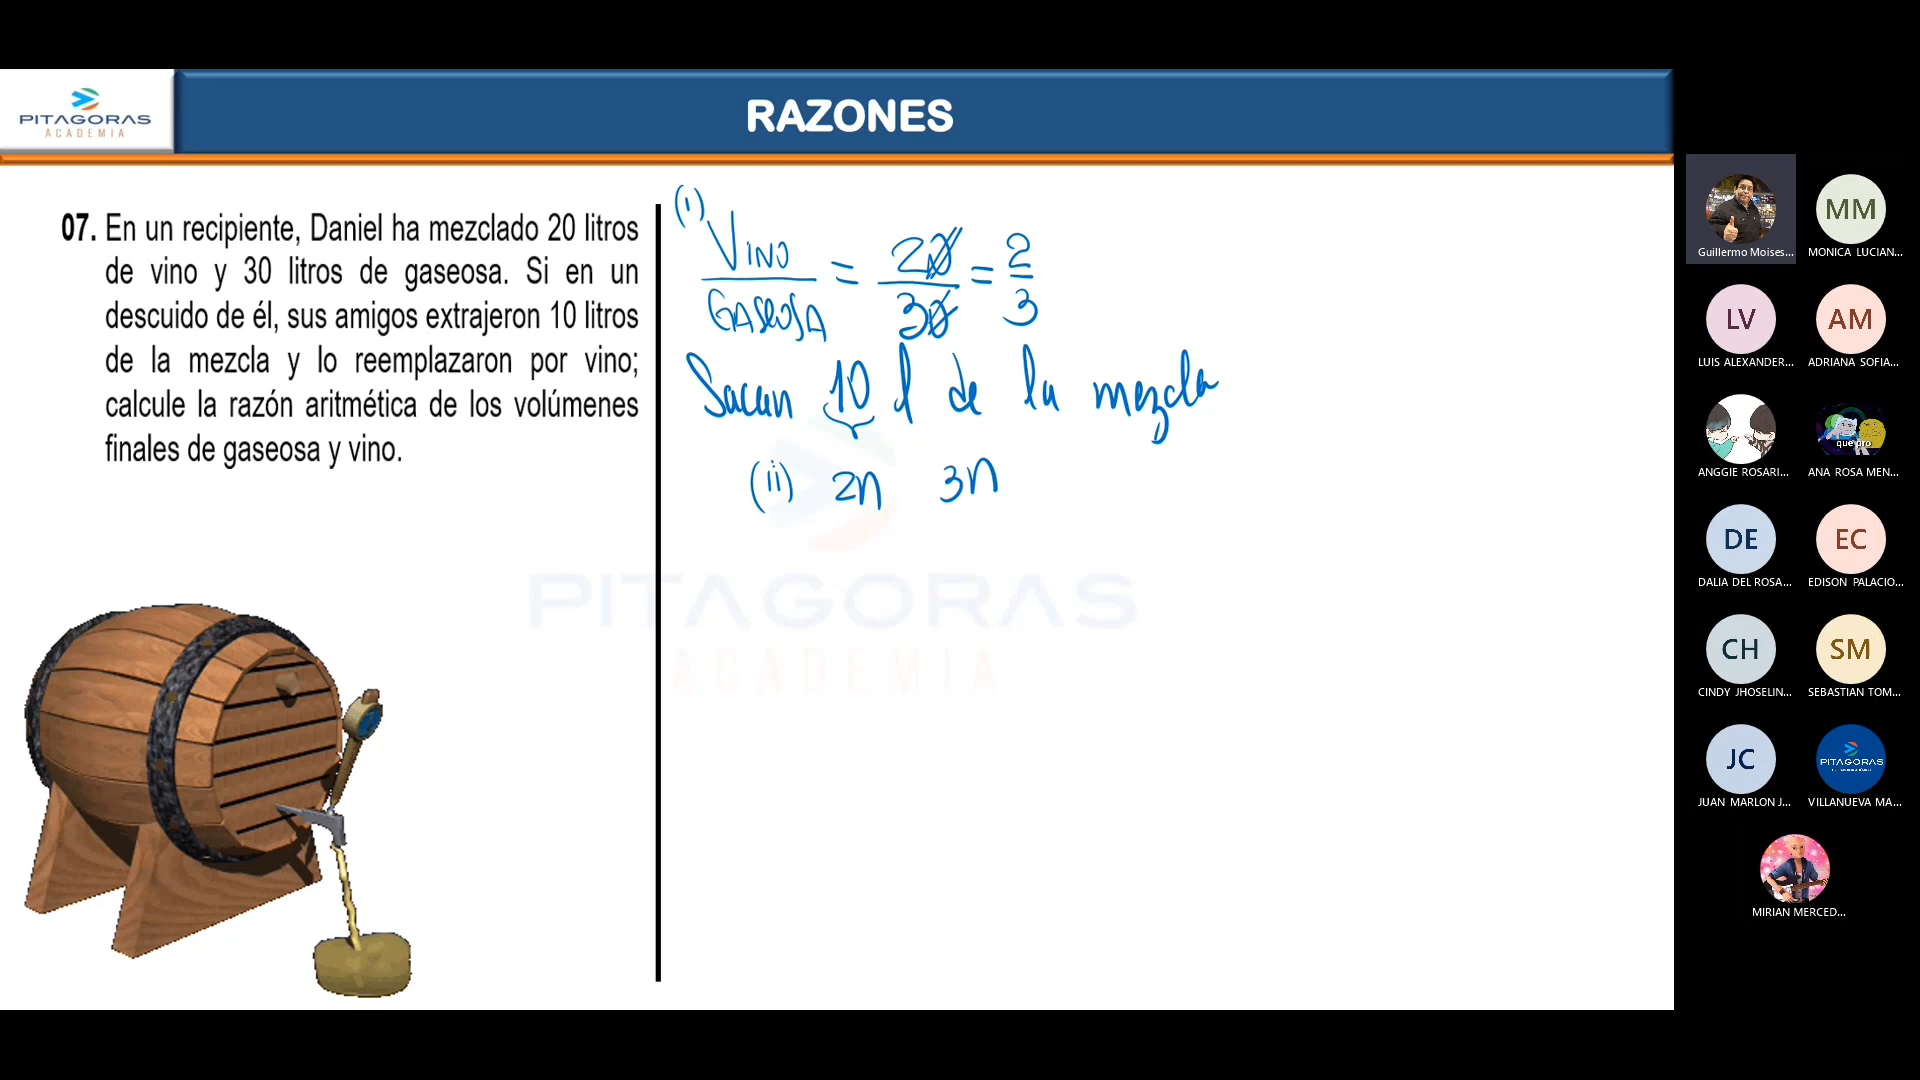 PITAGORAS
ACADEMIA
RAZONES
07. En un recipiente, Daniel ha mezclado 20 litros
de vino y 30 litros de gaseosa. Si en un
descuido de él, sus amigos extrajeron 10 litros
de la mezcla y lo reemplazaron por vino;
calcule la razón aritmética de los volúmenes
finales de gaseosa y vino.
(i)
VINO / GASEOSA = 20 / 30 = 2 / 3
Sacan 10 l de la mezcla
(ii) 2n 3n
PITAGORAS
ACADEMIA
Guillermo Moises...
MM
MONICA LUCIAN...
LV
LUIS ALEXANDER...
AM
ADRIANA SOFIA...
ANGGIE ROSARI...
que pro
ANA ROSA MEN...
DE
DALIA DEL ROSA...
EC
EDISON PALACIO...
CH
CINDY JHOSELIN...
SM
SEBASTIAN TOM...
JC
JUAN MARLON J...
PITAGORAS
VILLANUEVA MA...
MIRIAN MERCED...